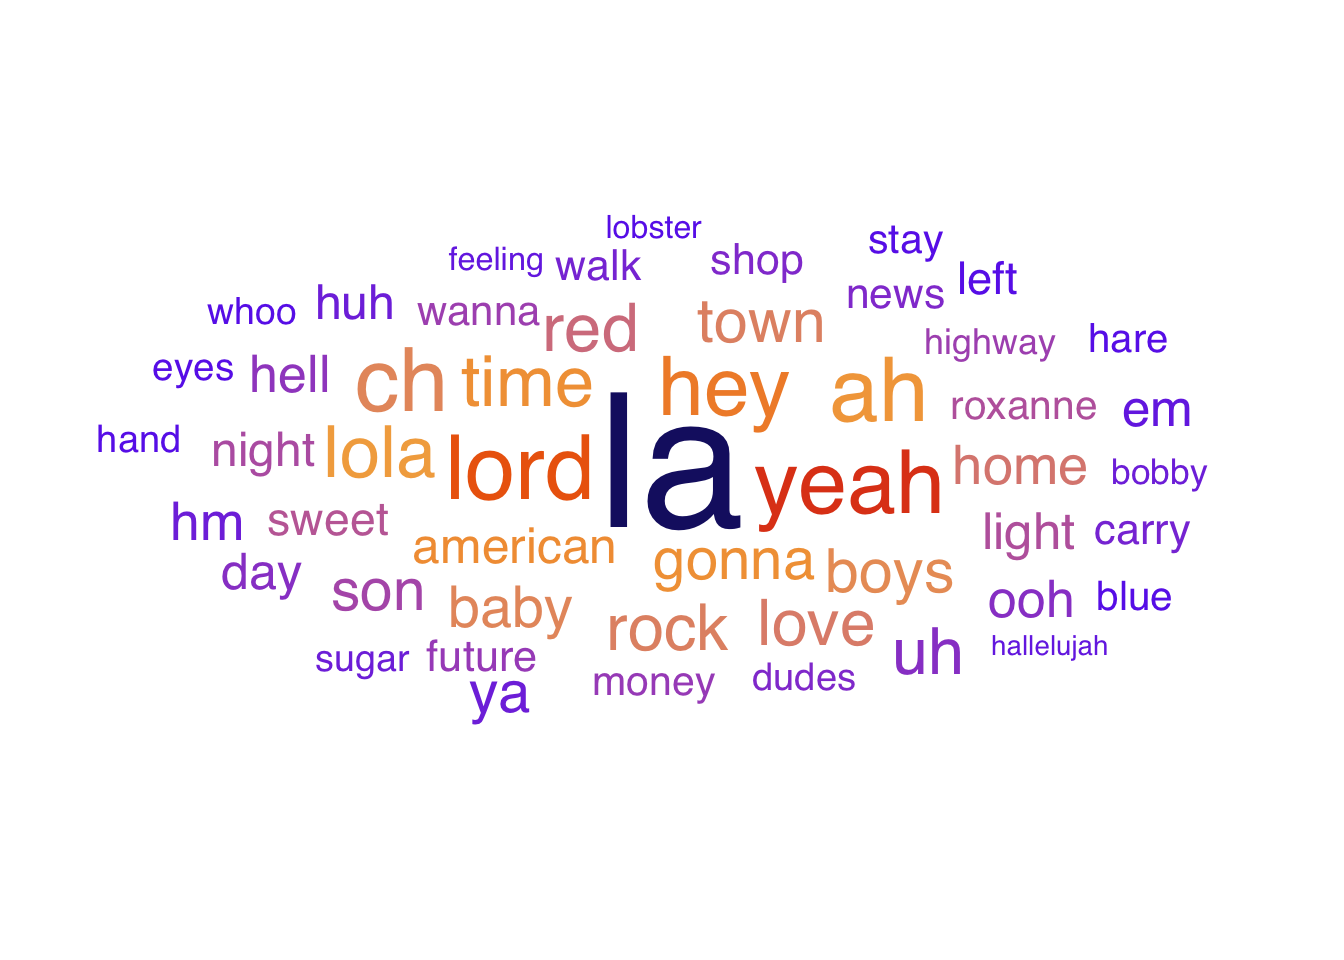 lobster
feeling walk shop stay
whoo huh wanna red town news left
eyes hell ch time hey ah highway hare
hand night lola lord la yeah roxanne em
home bobby
hm sweet american gonna boys light carry
day son baby rock love ooh blue
sugar future money dudes uh hallelujah
ya